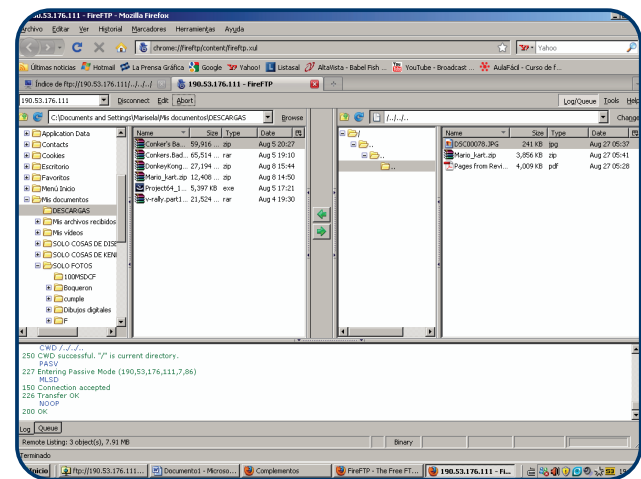 .50.53.176.111 - FireFTP - Mozilla Firefox
Archivo Editar Ver Historial Marcadores Herramientas Ayuda
chrome://fireftp/content/fireftp.xul
Yahoo
Últimas noticias Hotmail La Prensa Gráfica Google Yahoo! Listasal AltaVista - Babel Fish ... YouTube - Broadcast ... AulaFácil - Curso de f...
Índice de ftp://190.53.176.111/../../../
190.53.176.111 - FireFTP
190.53.176.111 Disconnect Edit Abort
Log/Queue Tools Help
C:\Documents and Settings\Marisela\Mis documentos\DESCARGAS Browse
/../../.. Change
Application Data
Contacts
Cookies
Escritorio
Favoritos
Menú Inicio
Mis documentos
DESCARGAS
Mis archivos recibidos
Mis vídeos
SOLO COSAS DE DISE
SOLO COSAS DE KENI
SOLO FOTOS
100MSDCF
Boqueron
cumple
Dibujos digitales
F
Name Size Type Date
Conker's Ba... 59,916 ... zip Aug 5 20:27
Conkers.Bad... 65,514 ... rar Aug 5 19:10
DonkeyKong... 27,194 ... zip Aug 8 15:44
Mario_kart.zip 12,408 ... zip Aug 8 14:50
Project64_1... 5,397 KB exe Aug 5 17:21
v-rally.part1... 21,524 ... rar Aug 4 19:30
/
..
..
..
Name Size Type Date
DSC00078.JPG 241 KB jpg Aug 27 05:37
Mario_kart.zip 3,856 KB zip Aug 27 05:41
Pages from Revi... 4,009 KB pdf Aug 27 05:28
CWD /../../..
250 CWD successful. "/" is current directory.
PASV
227 Entering Passive Mode (190,53,176,111,7,86)
MLSD
150 Connection accepted
226 Transfer OK
NOOP
200 OK
Log Queue
Remote Listing: 3 object(s), 7.91 MB
Binary
Terminado
Inicio ftp://190.53.176.111... Documento1 - Microso... Complementos FireFTP - The Free FT... 190.53.176.111 - Fi...